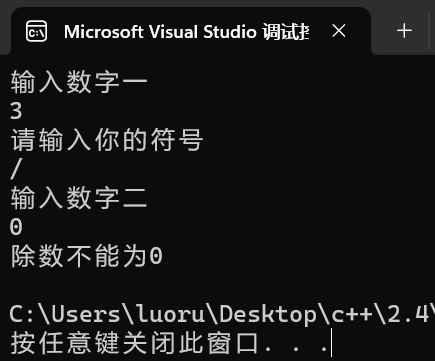 Microsoft Visual Studio 调试控
输入数字一
3
请输入你的符号
/
输入数字二
0
除数不能为0
C:\Users\luoru\Desktop\c++\2.4\
按任意键关闭此窗口. . .